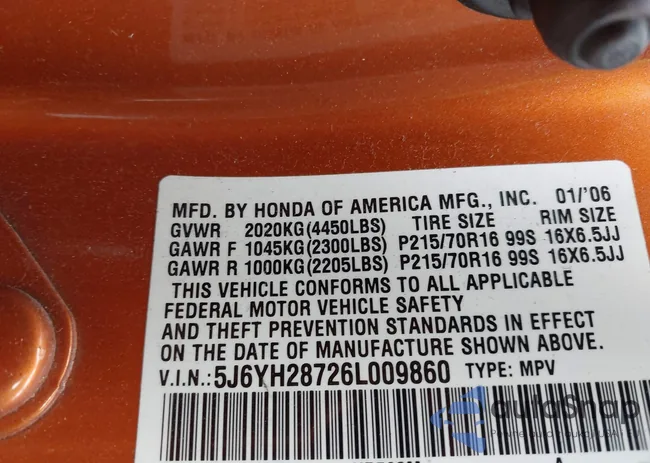 MFD. BY HONDA OF AMERICA MFG., INC. 01/'06
GVWR 2020KG(4450LBS) TIRE SIZE RIM SIZE
GAWR F 1045KG(2300LBS) P215/70R16 99S 16X6.5JJ
GAWR R 1000KG(2205LBS) P215/70R16 99S 16X6.5JJ
THIS VEHICLE CONFORMS TO ALL APPLICABLE
FEDERAL MOTOR VEHICLE SAFETY
AND THEFT PREVENTION STANDARDS IN EFFECT
ON THE DATE OF MANUFACTURE SHOWN ABOVE.
V.I.N.: 5J6YH28726L009860 TYPE: MPV
autoSnap